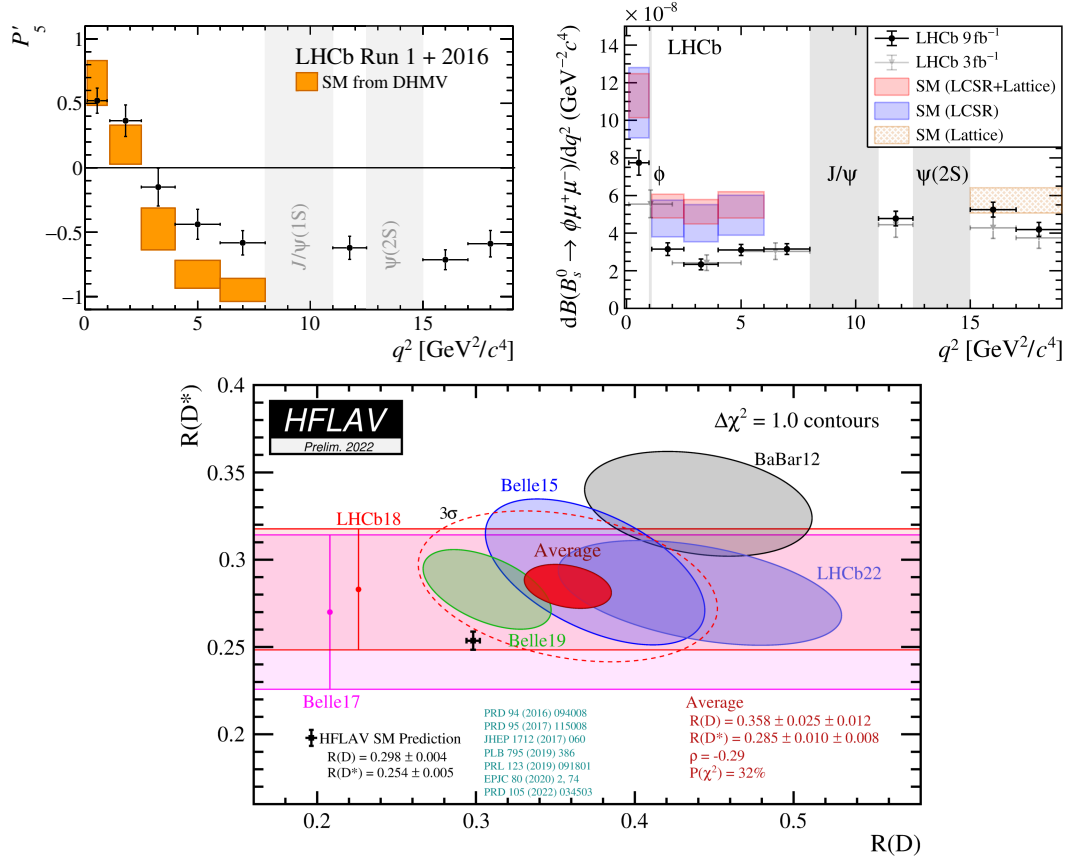 P′5
1
0.5
0
−0.5
−1
LHCb Run 1 + 2016
SM from DHMV
J/ψ(1S)
ψ(2S)
0 5 10 15
q² [GeV²/c⁴]
× 10⁻⁸
dB(B⁰s → ϕμ⁺μ⁻)/dq² (GeV⁻²c⁴)
14
12
10
8
6
4
2
0
LHCb
LHCb 9 fb⁻¹
LHCb 3 fb⁻¹
SM (LCSR+Lattice)
SM (LCSR)
SM (Lattice)
ϕ
J/ψ
ψ(2S)
0 5 10 15
q² [GeV²/c⁴]
R(D*)
0.4
0.35
0.3
0.25
0.2
HFLAV
Prelim. 2022
Δχ² = 1.0 contours
BaBar12
Belle15
3σ
LHCb18
Average
LHCb22
Belle19
Belle17
HFLAV SM Prediction
R(D) = 0.298 ± 0.004
R(D*) = 0.254 ± 0.005
PRD 94 (2016) 094008
PRD 95 (2017) 115008
JHEP 1712 (2017) 060
PLB 795 (2019) 386
PRL 123 (2019) 091801
EPJC 80 (2020) 2, 74
PRD 105 (2022) 034503
Average
R(D) = 0.358 ± 0.025 ± 0.012
R(D*) = 0.285 ± 0.010 ± 0.008
ρ = -0.29
P(χ²) = 32%
0.2 0.3 0.4 0.5
R(D)